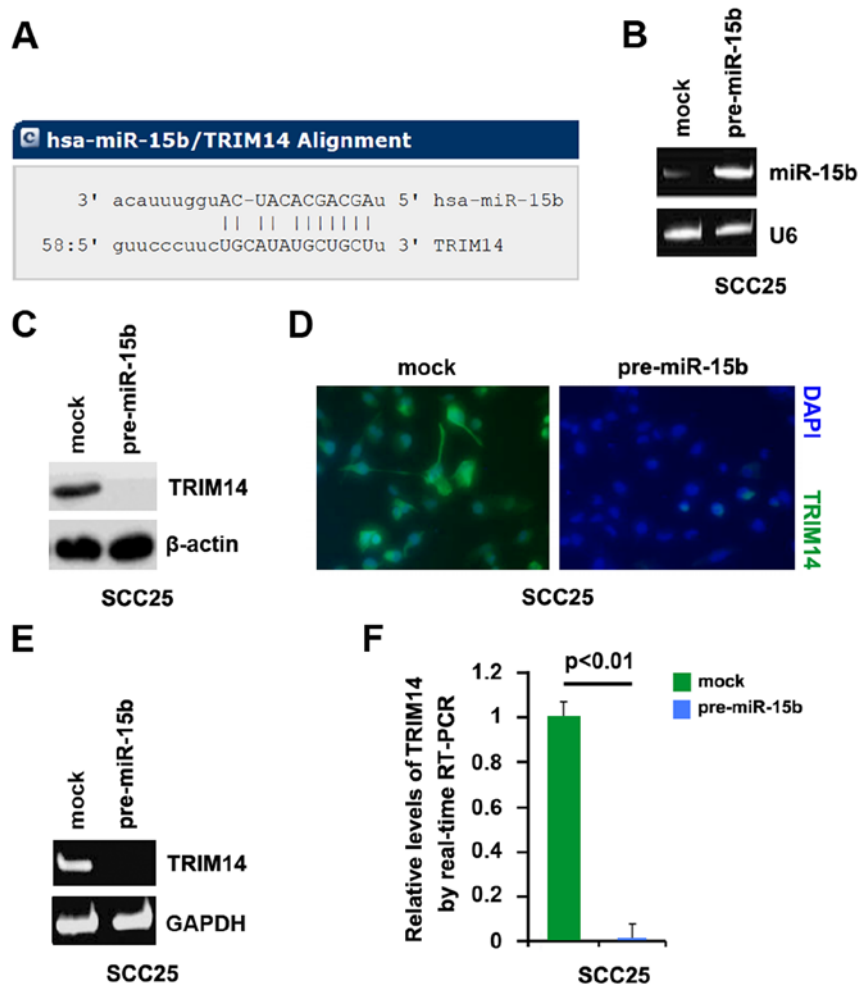 A
hsa-miR-15b/TRIM14 Alignment
3' acauuugguAC-UACACGACGAu 5' hsa-miR-15b
|| || |||||||
58:5' guucccuucUGCAUAUGCUGCUu 3' TRIM14
B
mock
pre-miR-15b
miR-15b
U6
SCC25
C
mock
pre-miR-15b
TRIM14
β-actin
SCC25
D
mock
pre-miR-15b
DAPI
TRIM14
SCC25
E
mock
pre-miR-15b
TRIM14
GAPDH
SCC25
F
p<0.01
mock
pre-miR-15b
Relative levels of TRIM14
by real-time RT-PCR
1.2
1
0.8
0.6
0.4
0.2
0
SCC25